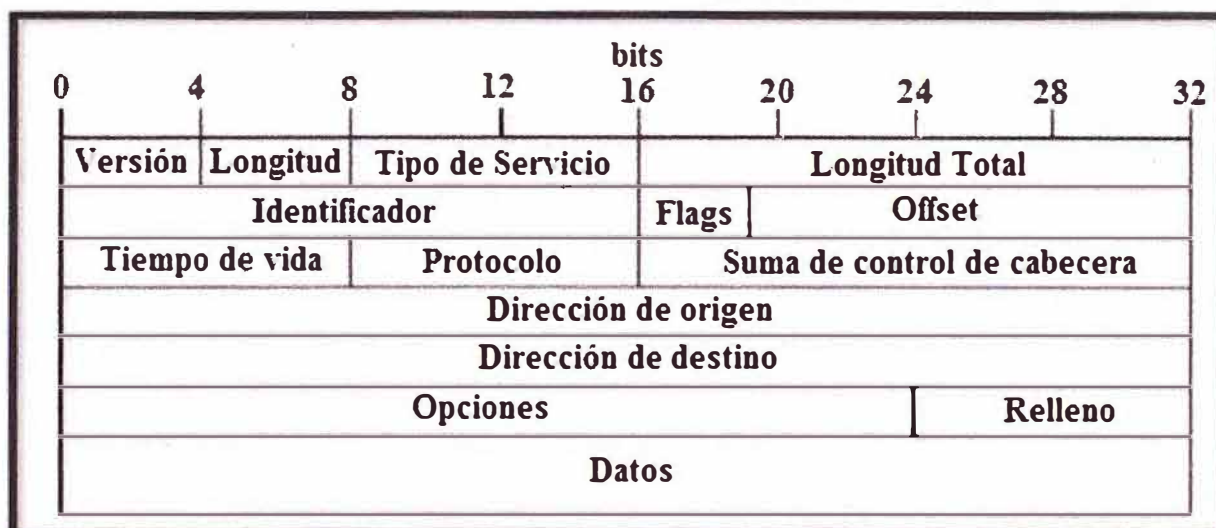 bits
0 4 8 12 16 20 24 28 32
Versión Longitud Tipo de Servicio Longitud Total
Identificador Flags Offset
Tiempo de vida Protocolo Suma de control de cabecera
Dirección de origen
Dirección de destino
Opciones Relleno
Datos